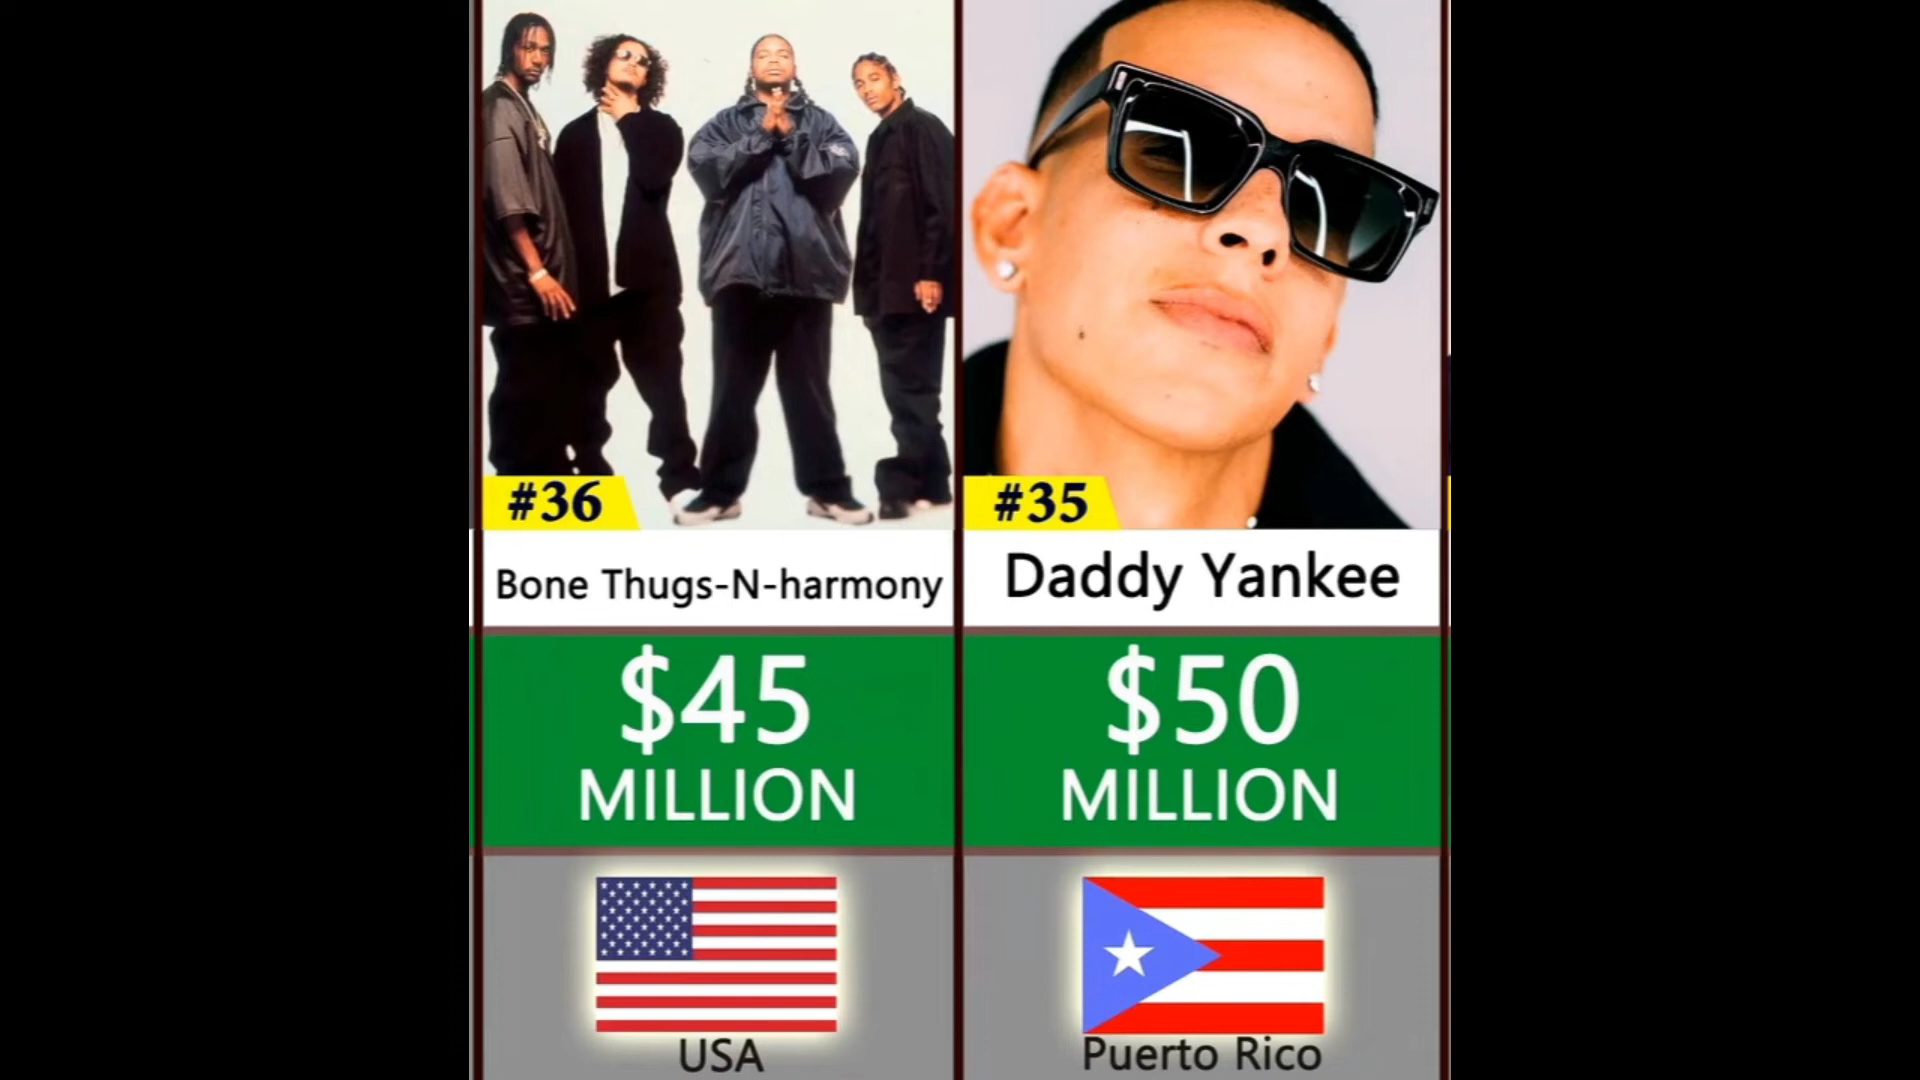 #36
Bone Thugs-N-harmony
$45
MILLION
USA
#35
Daddy Yankee
$50
MILLION
Puerto Rico